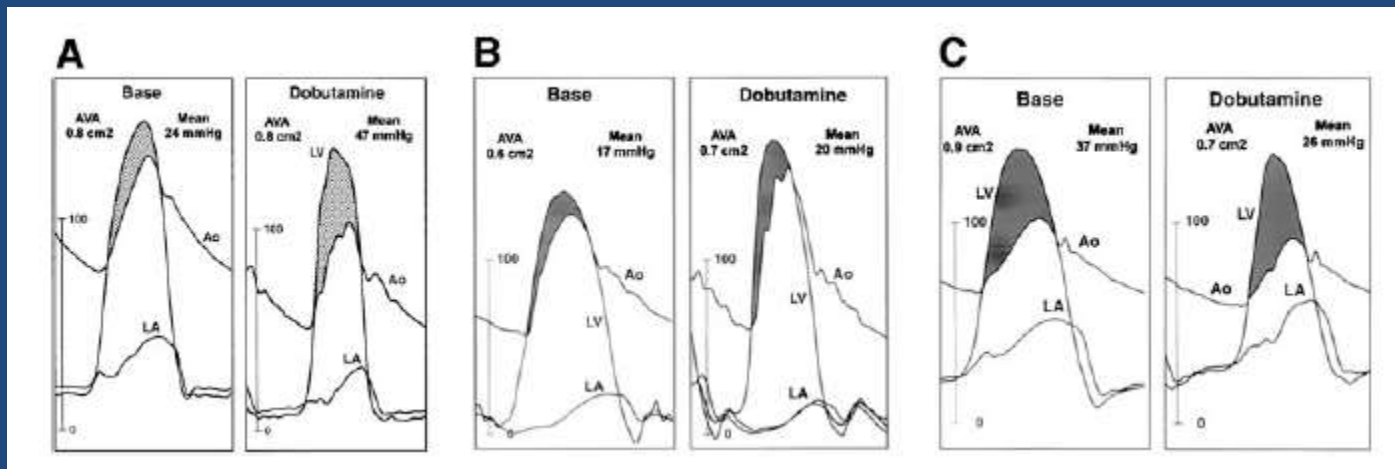 A
Base
AVA
0.8 cm2
Mean
24 mmHg
100
Ao
LA
0
Dobutamine
AVA
0.8 cm2
Mean
47 mmHg
LV
100
Ao
LA
0
B
Base
AVA
0.6 cm2
Mean
17 mmHg
100
Ao
LV
LA
0
Dobutamine
AVA
0.7 cm2
Mean
20 mmHg
100
Ao
LV
LA
0
C
Base
AVA
0.9 cm2
Mean
37 mmHg
LV
100
Ao
LA
0
Dobutamine
AVA
0.7 cm2
Mean
26 mmHg
LV
100
Ao
LA
0